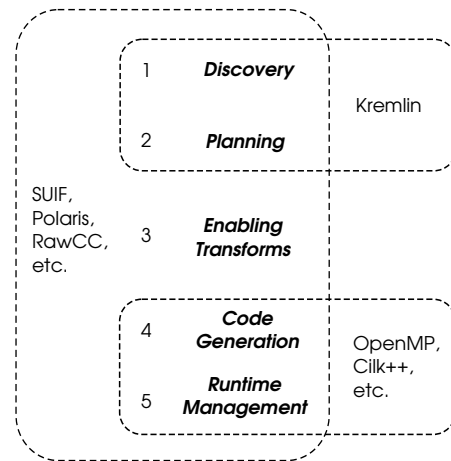 1 Discovery
Kremlin
2 Planning
SUIF,
Polaris,
RawCC,
etc.
3 Enabling
Transforms
4 Code
Generation
OpenMP,
Cilk++,
etc.
5 Runtime
Management